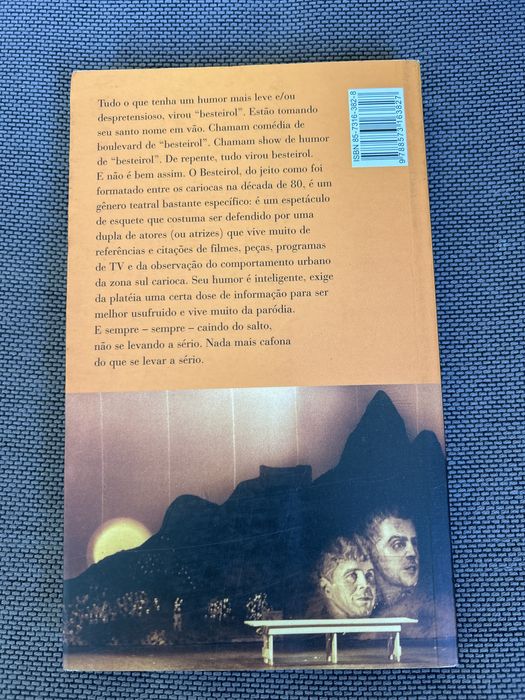 Tudo o que tenha um humor mais leve e/ou
despretensioso, virou “besteirol”. Estão tomando
seu santo nome em vão. Chamam comédia de
boulevard de “besteirol”. Chamam show de humor
de “besteirol”. De repente, tudo virou besteirol.
E não é bem assim. O Besteirol, do jeito como foi
formatado entre os cariocas na década de 80, é um
gênero teatral bastante específico: é um espetáculo
de esquete que costuma ser defendido por uma
dupla de atores (ou atrizes) que vive muito de
referências e citações de filmes, peças, programas
de TV e da observação do comportamento urbano
da zona sul carioca. Seu humor é inteligente, exige
da platéia uma certa dose de informação para ser
melhor usufruido e vive muito da paródia.
E sempre – sempre – caindo do salto,
não se levando a sério. Nada mais cafona
do que se levar a sério.
ISBN 85-7316-382-8
9788573163827